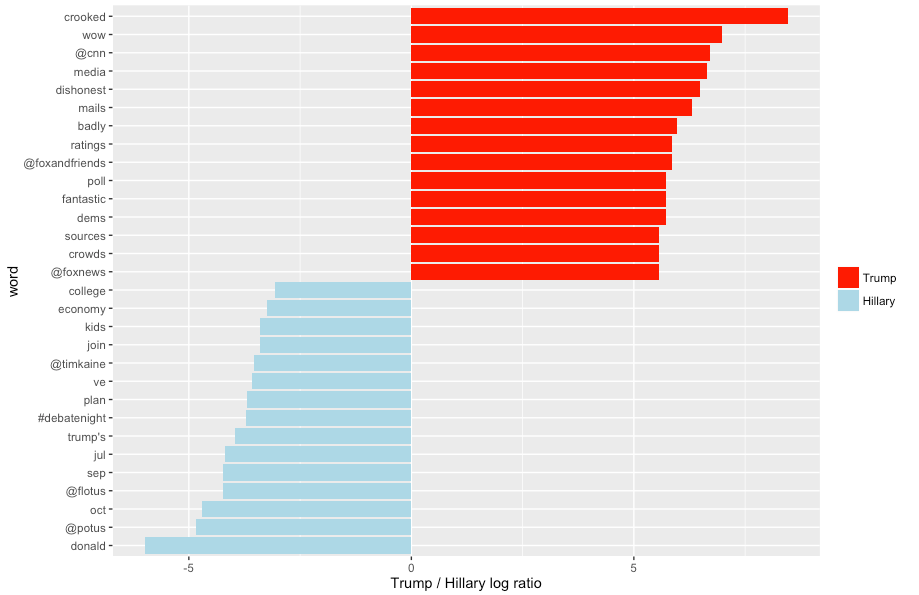 crooked
wow
@cnn
media
dishonest
mails
badly
ratings
@foxandfriends
poll
fantastic
dems
sources
crowds
@foxnews
college
economy
kids
join
@timkaine
ve
plan
#debatenight
trump's
jul
sep
@flotus
oct
@potus
donald
word
-5 0 5
Trump / Hillary log ratio
Trump
Hillary